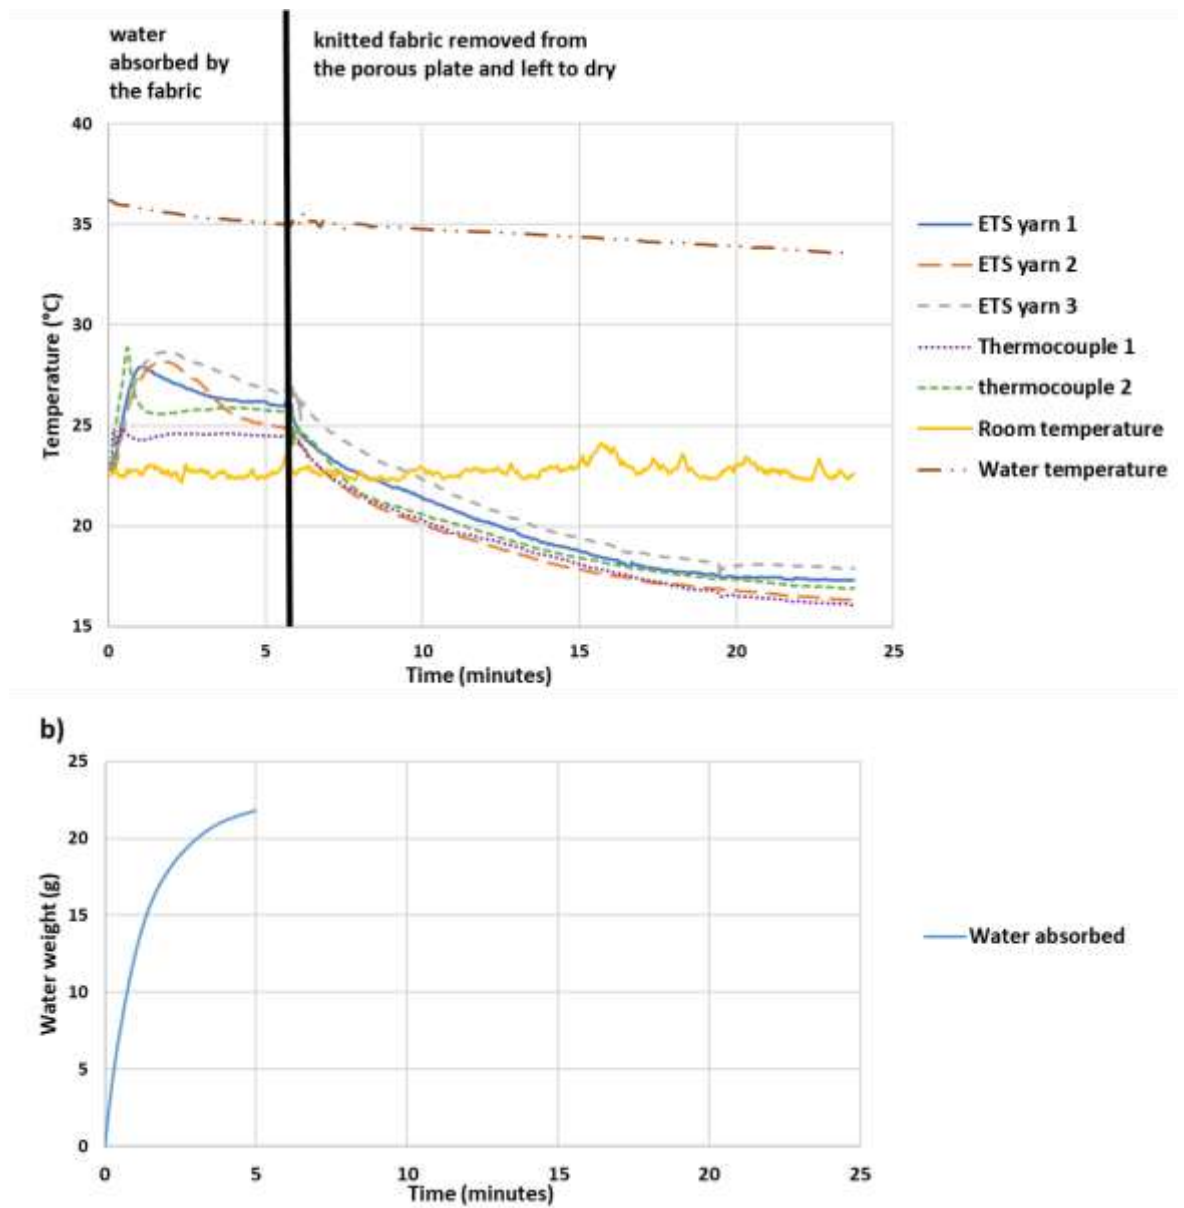 water
absorbed by
the fabric
knitted fabric removed from
the porous plate and left to dry
40
35
30
25
20
15
Temperature (°C)
0 5 10 15 20 25
Time (minutes)
ETS yarn 1
ETS yarn 2
ETS yarn 3
Thermocouple 1
thermocouple 2
Room temperature
Water temperature
b)
25
20
15
10
5
0
Water weight (g)
0 5 10 15 20 25
Time (minutes)
Water absorbed